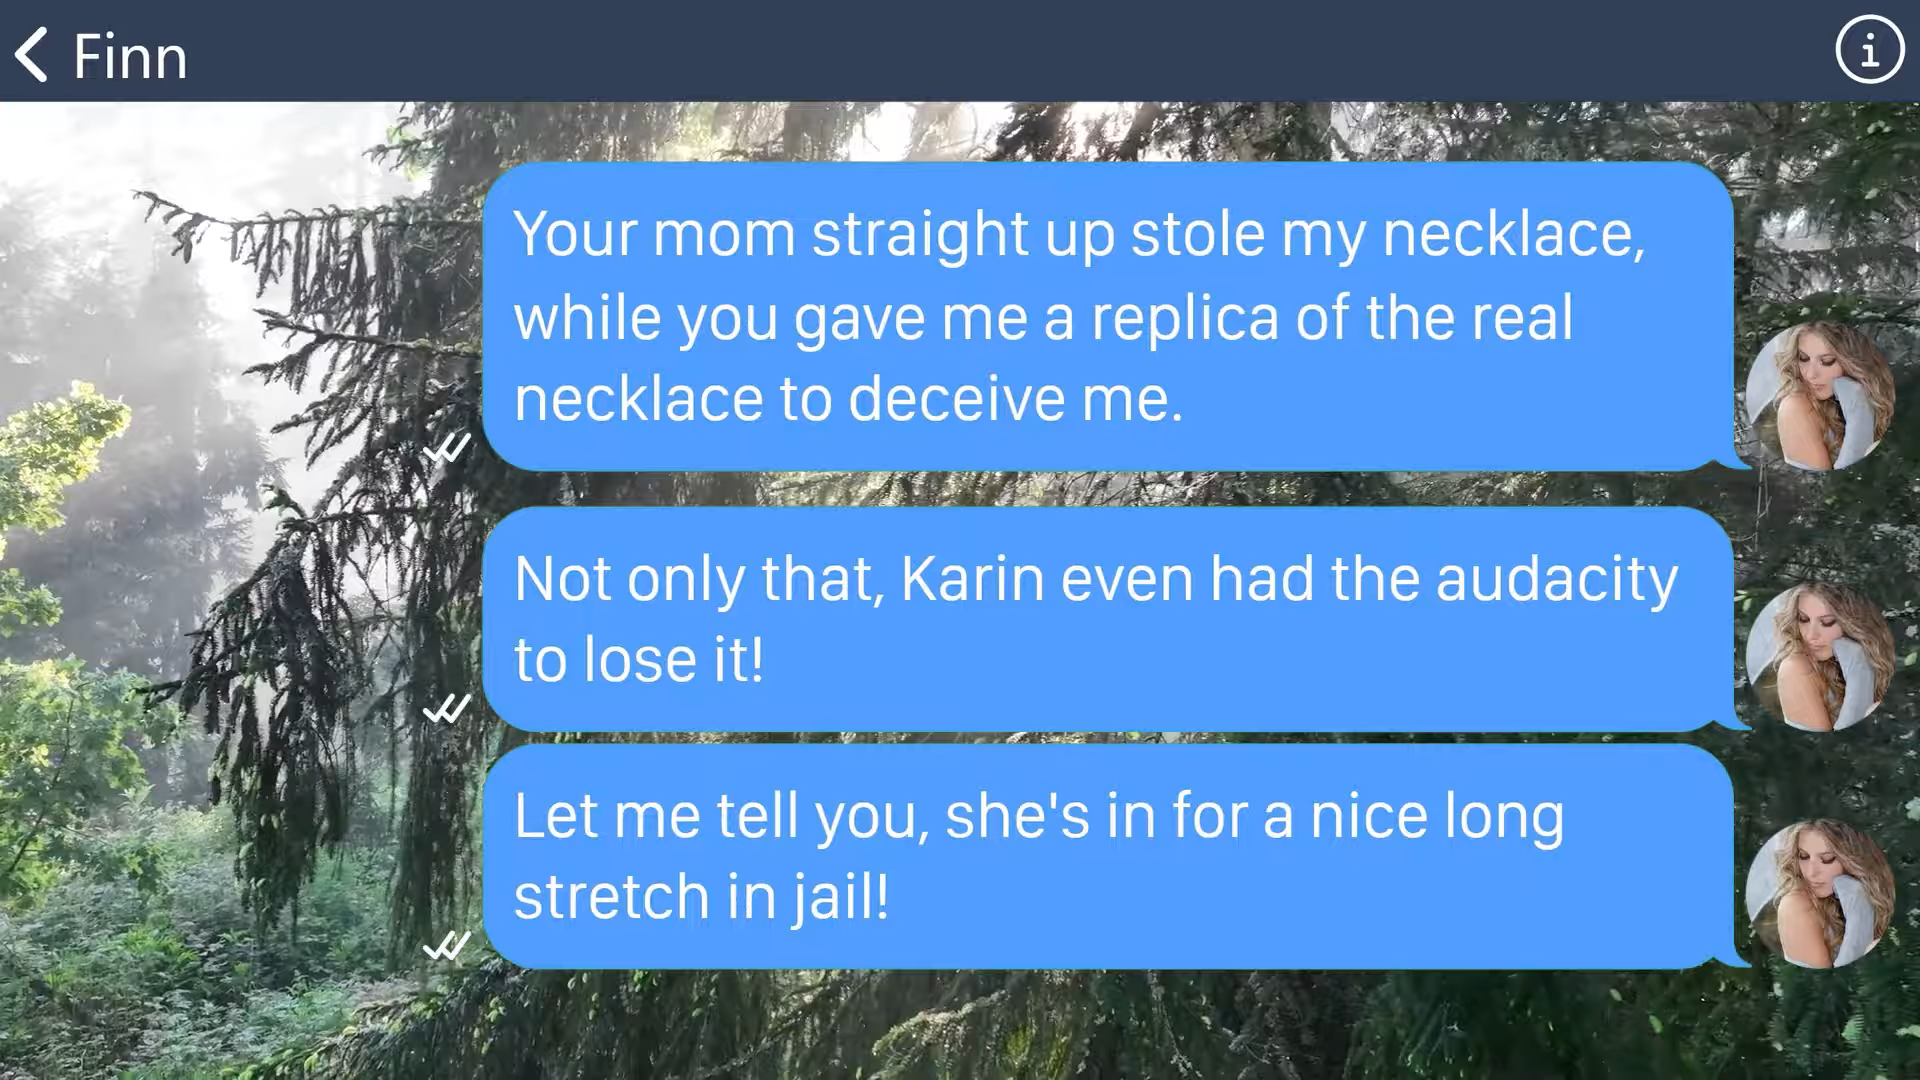 Finn
Your mom straight up stole my necklace,
while you gave me a replica of the real
necklace to deceive me.
Not only that, Karin even had the audacity
to lose it!
Let me tell you, she's in for a nice long
stretch in jail!